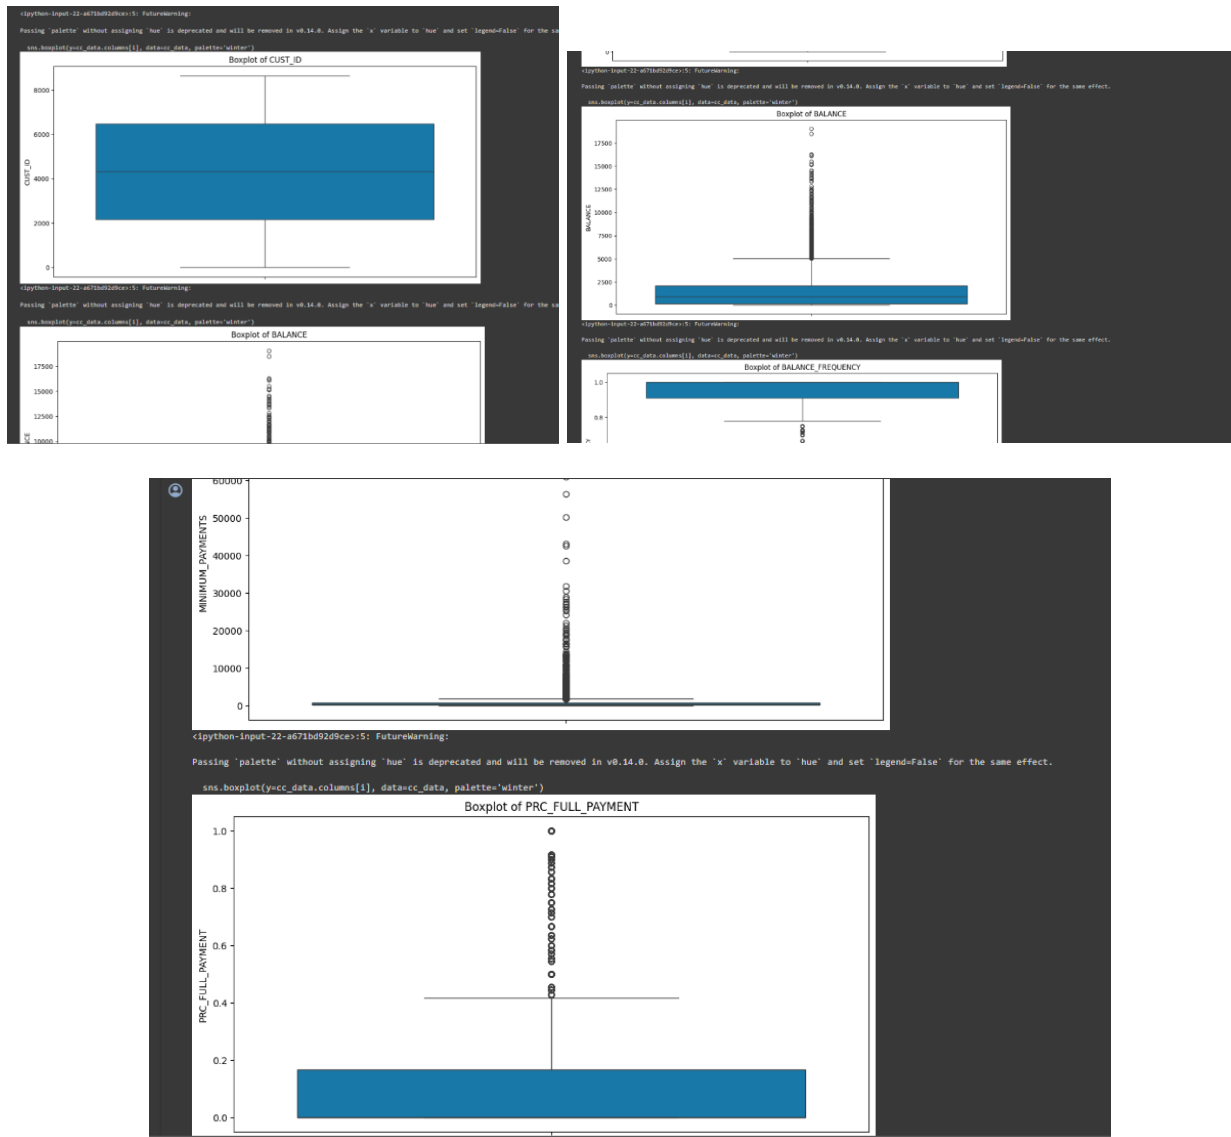 <ipython-input-22-a671bd92d9ce>:5: FutureWarning:
Passing `palette` without assigning `hue` is deprecated and will be removed in v0.14.0. Assign the `x` variable to `hue` and set `legend=False` for the sa
sns.boxplot(y=cc_data.columns[i], data=cc_data, palette='winter')
Boxplot of CUST_ID
8000
6000
4000
2000
0
CUST_ID
<ipython-input-22-a671bd92d9ce>:5: FutureWarning:
Passing `palette` without assigning `hue` is deprecated and will be removed in v0.14.0. Assign the `x` variable to `hue` and set `legend=False` for the sa
sns.boxplot(y=cc_data.columns[i], data=cc_data, palette='winter')
Boxplot of BALANCE
17500
15000
12500
10000
NCE
0
<ipython-input-22-a671bd92d9ce>:5: FutureWarning:
Passing `palette` without assigning `hue` is deprecated and will be removed in v0.14.0. Assign the `x` variable to `hue` and set `legend=False` for the same effect.
sns.boxplot(y=cc_data.columns[i], data=cc_data, palette='winter')
Boxplot of BALANCE
17500
15000
12500
10000
7500
5000
2500
0
BALANCE
<ipython-input-22-a671bd92d9ce>:5: FutureWarning:
Passing `palette` without assigning `hue` is deprecated and will be removed in v0.14.0. Assign the `x` variable to `hue` and set `legend=False` for the same effect.
sns.boxplot(y=cc_data.columns[i], data=cc_data, palette='winter')
Boxplot of BALANCE_FREQUENCY
1.0
0.8
60000
50000
40000
30000
20000
10000
0
MINIMUM_PAYMENTS
<ipython-input-22-a671bd92d9ce>:5: FutureWarning:
Passing `palette` without assigning `hue` is deprecated and will be removed in v0.14.0. Assign the `x` variable to `hue` and set `legend=False` for the same effect.
sns.boxplot(y=cc_data.columns[i], data=cc_data, palette='winter')
Boxplot of PRC_FULL_PAYMENT
1.0
0.8
0.6
0.4
0.2
0.0
PRC_FULL_PAYMENT